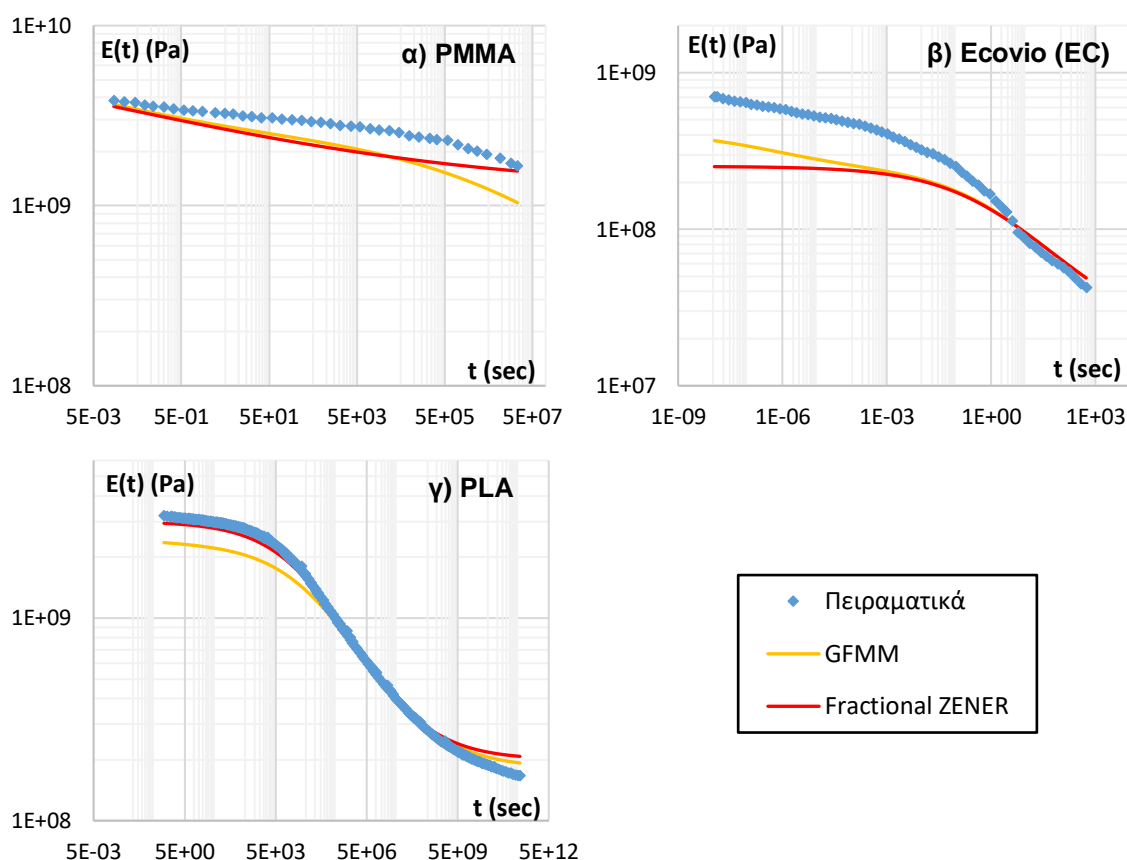 1E+10
E(t) (Pa)
α) PMMA
1E+09
1E+08
t (sec)
5E-03 5E-01 5E+01 5E+03 5E+05 5E+07
E(t) (Pa)
β) Ecovio (EC)
1E+09
1E+08
1E+07
t (sec)
1E-09 1E-06 1E-03 1E+00 1E+03
E(t) (Pa)
γ) PLA
1E+09
1E+08
t (sec)
5E-03 5E+00 5E+03 5E+06 5E+09 5E+12
Πειραματικά
GFMM
Fractional ZENER